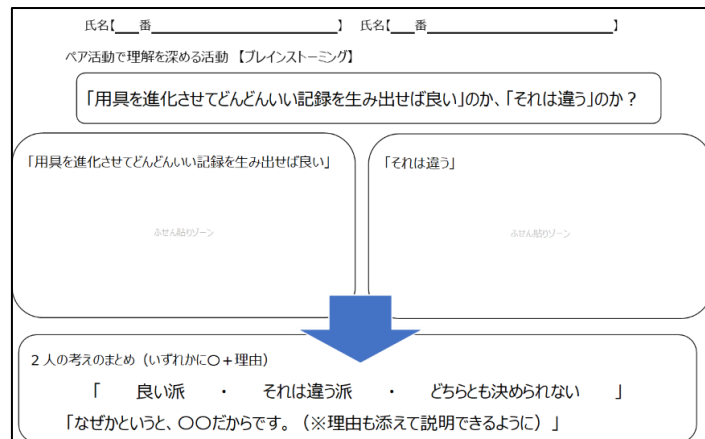 氏名【＿＿番＿＿＿＿＿＿＿＿＿＿＿＿＿＿】 氏名【＿＿番＿＿＿＿＿＿＿＿＿＿＿＿＿＿】
ペア活動で理解を深める活動 【ブレインストーミング】
「用具を進化させてどんどんいい記録を生み出せば良い」のか、「それは違う」のか？
「用具を進化させてどんどんいい記録を生み出せば良い」
ふせん貼りゾーン
「それは違う」
ふせん貼りゾーン
２人の考えのまとめ（いずれかに〇＋理由）
「 良い派 ・ それは違う派 ・ どちらとも決められない 」
「なぜかというと、〇〇だからです。（※理由も添えて説明できるように）」